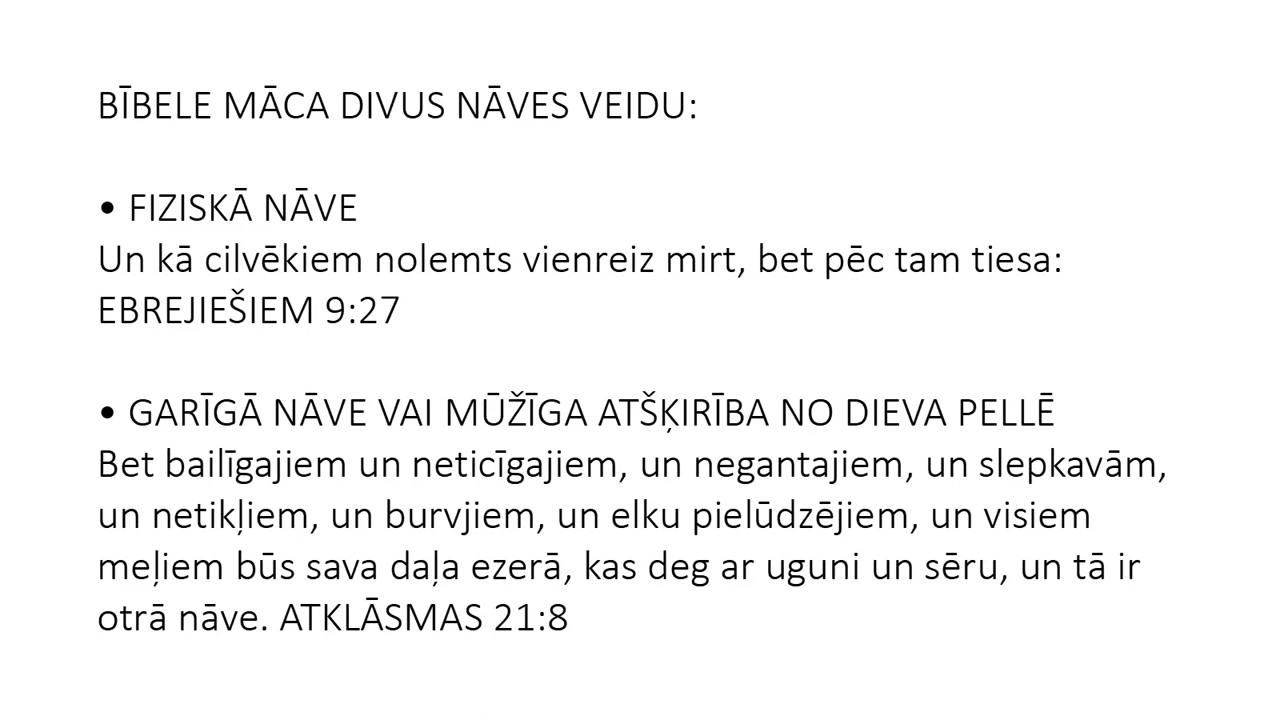 BĪBELE MĀCA DIVUS NĀVES VEIDU:
• FIZISKĀ NĀVE
Un kā cilvēkiem nolemts vienreiz mirt, bet pēc tam tiesa:
EBREJIEŠIEM 9:27
• GARĪGĀ NĀVE VAI MŪŽĪGA ATŠĶIRĪBA NO DIEVA PELLĒ
Bet bailīgajiem un neticīgajiem, un negantajiem, un slepkavām,
un netikļiem, un burvjiem, un elku pielūdzējiem, un visiem
meļiem būs sava daļa ezerā, kas deg ar uguni un sēru, un tā ir
otrā nāve. ATKLĀSMAS 21:8